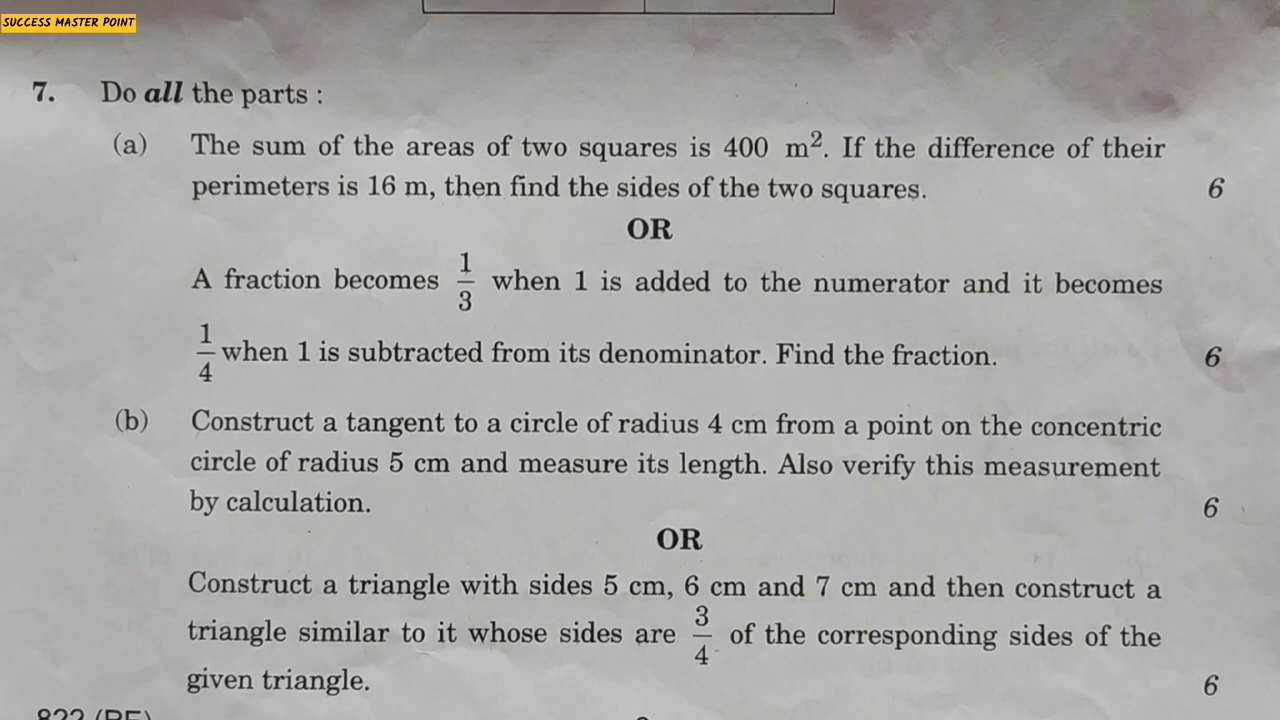 SUCCESS MASTER POINT
7. Do all the parts :
(a) The sum of the areas of two squares is 400 m². If the difference of their
perimeters is 16 m, then find the sides of the two squares. 6
OR
A fraction becomes 1/3 when 1 is added to the numerator and it becomes
1/4 when 1 is subtracted from its denominator. Find the fraction. 6
(b) Construct a tangent to a circle of radius 4 cm from a point on the concentric
circle of radius 5 cm and measure its length. Also verify this measurement
by calculation. 6
OR
Construct a triangle with sides 5 cm, 6 cm and 7 cm and then construct a
triangle similar to it whose sides are 3/4 of the corresponding sides of the
given triangle. 6
822 (BF)